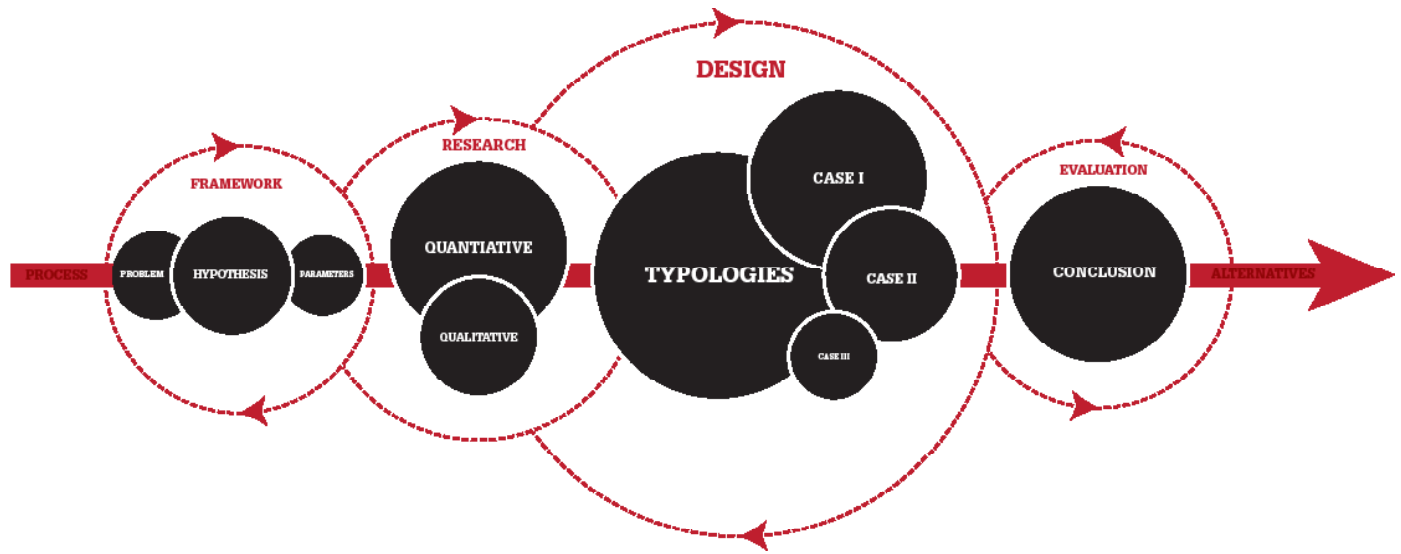 PROCESS
FRAMEWORK
PROBLEM
HYPOTHESIS
PARAMETERS
RESEARCH
QUANTIATIVE
QUALITATIVE
DESIGN
TYPOLOGIES
CASE I
CASE II
CASE III
EVALUATION
CONCLUSION
ALTERNATIVES